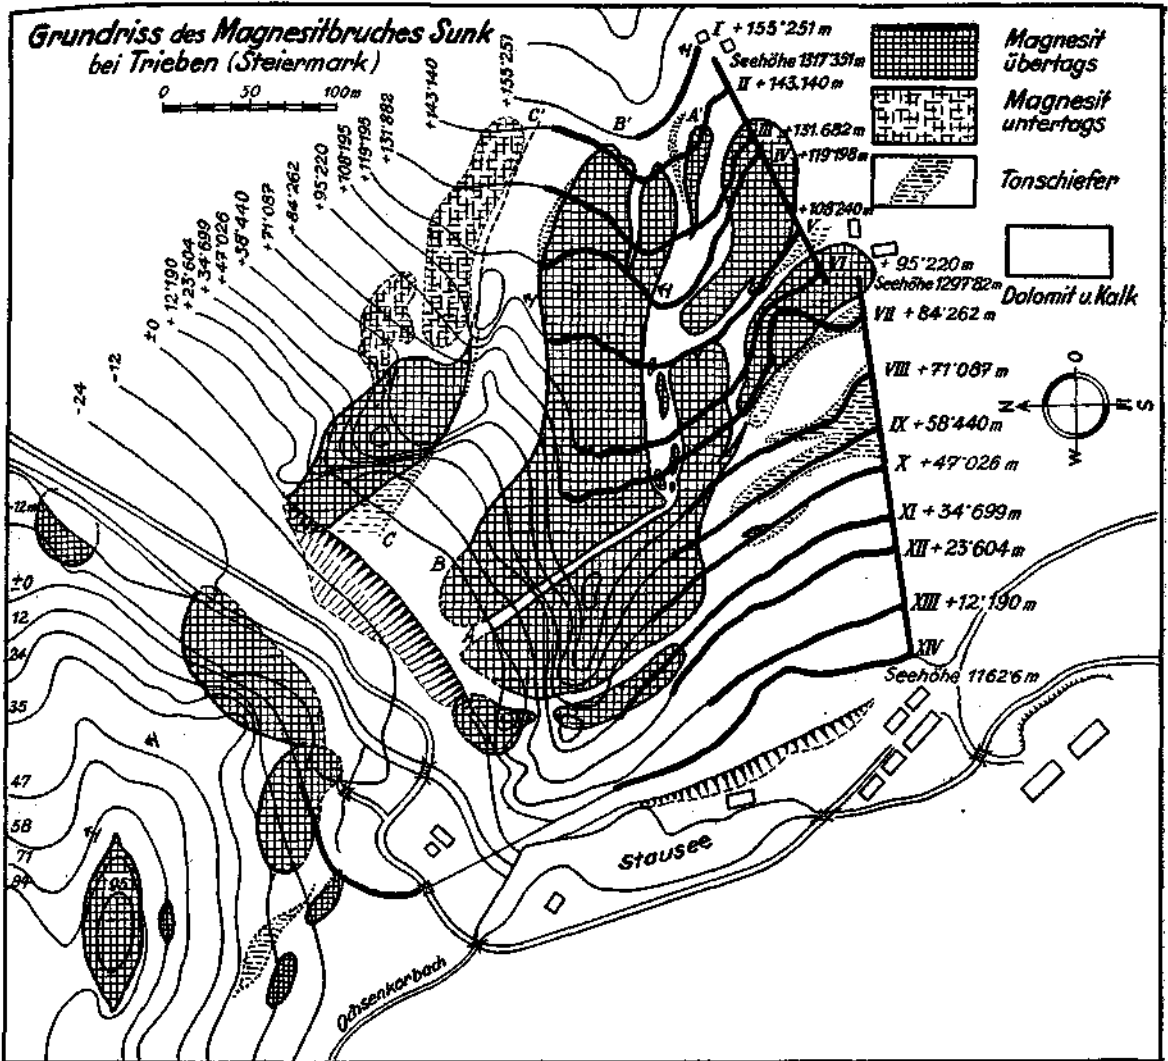 Grundriss des Magnesitbruches Sunk
bei Trieben (Steiermark)
0 50 100m
Magnesit
übertags
Magnesit
untertags
Tonschiefer
Dolomit u. Kalk
I +155˙251 m
Seehöhe 1317˙351 m
II +143.140 m
III +131.682 m
IV +119˙198 m
V +108˙240 m
VI + 95˙220 m
Seehöhe 1297˙82 m
VII + 84˙262 m
VIII +71˙087 m
IX +58˙440 m
X +47˙026 m
XI +34˙699 m
XII +23˙604 m
XIII +12˙190 m
XIV
Seehöhe 1162˙6 m
+155˙251
+143˙140
+131˙882
+119˙198
+108˙195
+95˙220
+84˙262
+71˙087
+38˙440
+47˙026
+34˙699
+23˙604
+12˙190
±0
-12
-24
C'
B'
A'
C
B
A
N
O
S
W
+12m
±0
12
24
35
47
58
71
84
95
Stausee
Ochsenkarbach